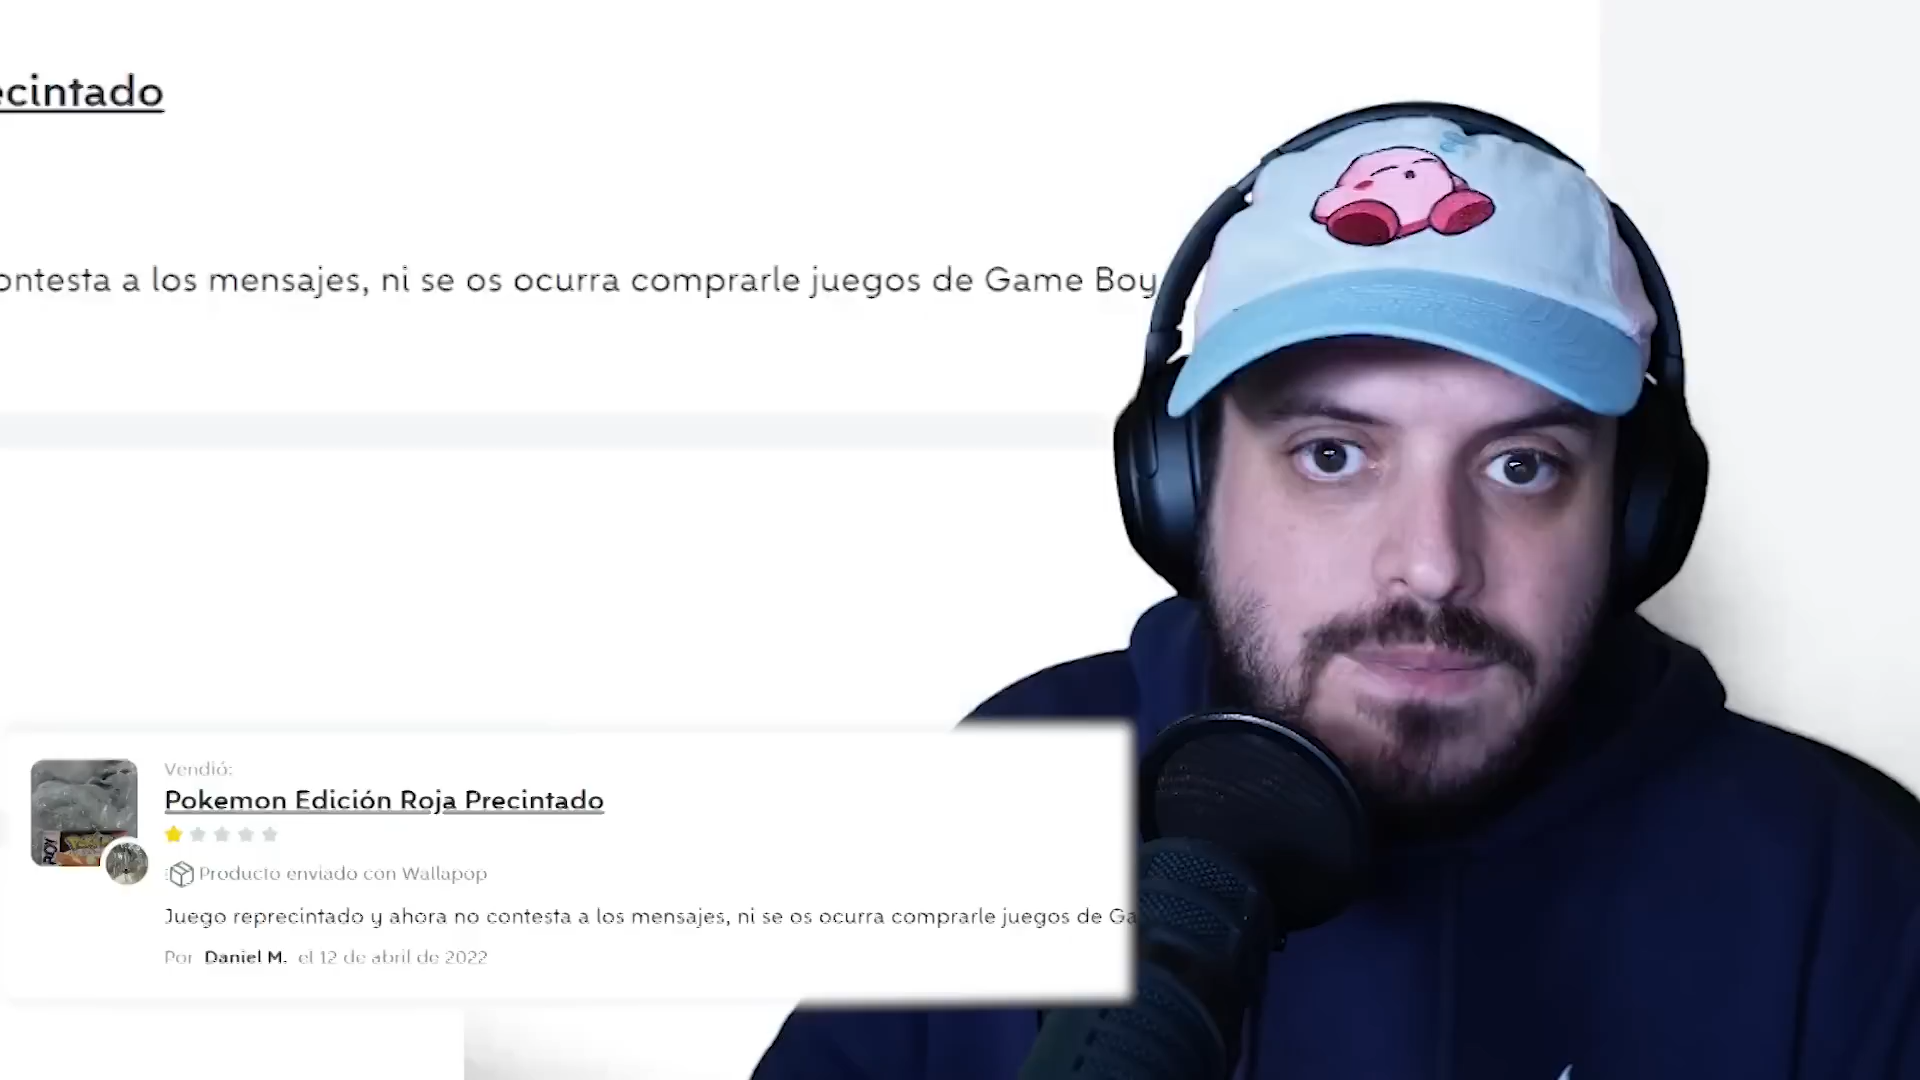 ecintado
ontesta a los mensajes, ni se os ocurra comprarle juegos de Game Boy
Vendió:
Pokemon Edición Roja Precintado
Producto enviado con Wallapop
Juego reprecintado y ahora no contesta a los mensajes, ni se os ocurra comprarle juegos de Ga
Por Daniel M. el 12 de abril de 2022